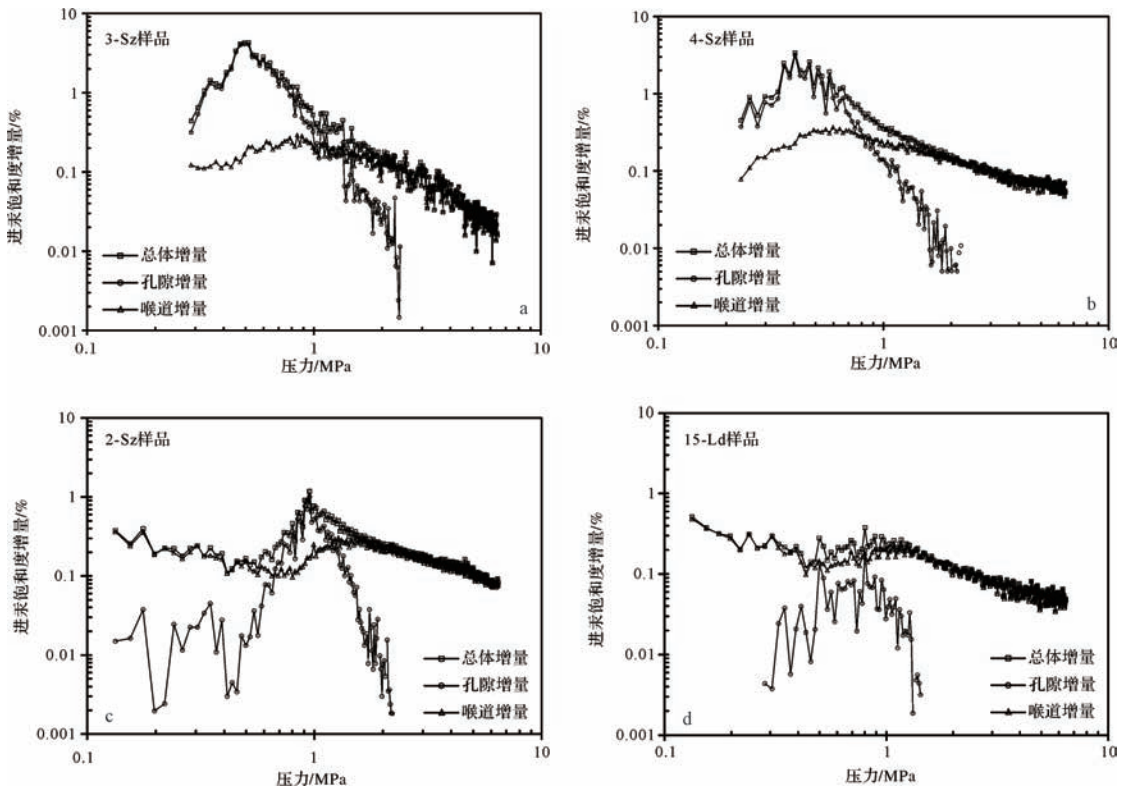 10
3-Sz样品
1
0.1
0.01
0.001
进汞饱和度增量/%
总体增量
孔隙增量
喉道增量
a
0.1
1
10
压力/MPa
10
4-Sz样品
1
0.1
0.01
0.001
进汞饱和度增量/%
总体增量
孔隙增量
喉道增量
b
0.1
1
10
压力/MPa
10
2-Sz样品
1
0.1
0.01
0.001
进汞饱和度增量/%
总体增量
孔隙增量
喉道增量
c
0.1
1
10
压力/MPa
10
15-Ld样品
1
0.1
0.01
0.001
进汞饱和度增量/%
总体增量
孔隙增量
喉道增量
d
0.1
1
10
压力/MPa